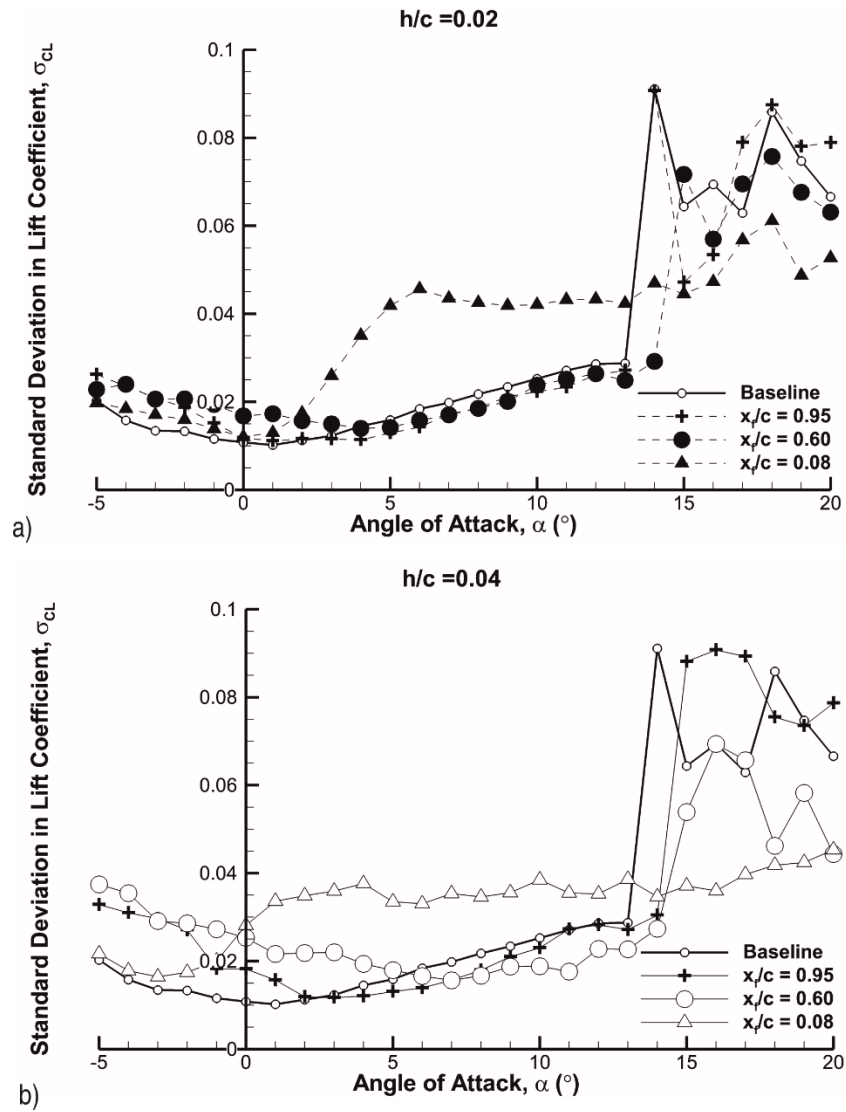 h/c =0.02
Standard Deviation in Lift Coefficient, σCL
0.1
0.08
0.06
0.04
0.02
0
-5 0 5 10 15 20
Baseline
xf/c = 0.95
xf/c = 0.60
xf/c = 0.08
Angle of Attack, α (°)
a)
h/c =0.04
Standard Deviation in Lift Coefficient, σCL
0.1
0.08
0.06
0.04
0.02
0
-5 0 5 10 15 20
Baseline
xf/c = 0.95
xf/c = 0.60
xf/c = 0.08
Angle of Attack, α (°)
b)